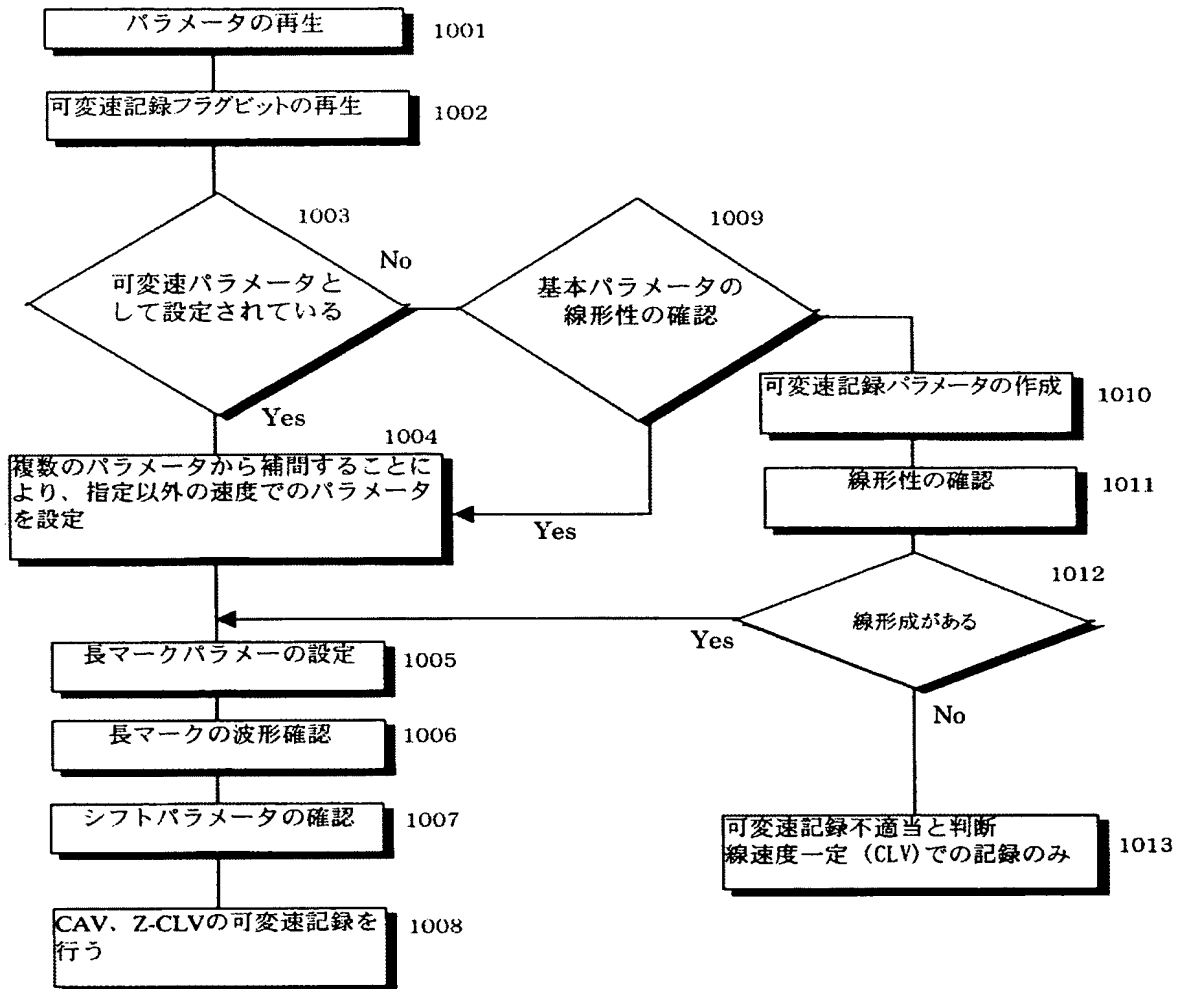 パラメータの再生
1001
可変速記録フラグビットの再生
1002
1003
可変速パラメータと
して設定されている
No
Yes
1009
基本パラメータの
線形性の確認
Yes
1004
複数のパラメータから補間することに
より、指定以外の速度でのパラメータ
を設定
可変速記録パラメータの作成
1010
線形性の確認
1011
1012
線形成がある
Yes
No
長マークパラメーの設定
1005
長マークの波形確認
1006
シフトパラメータの確認
1007
CAV、Z-CLVの可変速記録を
行う
1008
可変速記録不適当と判断
線速度一定 (CLV)での記録のみ
1013